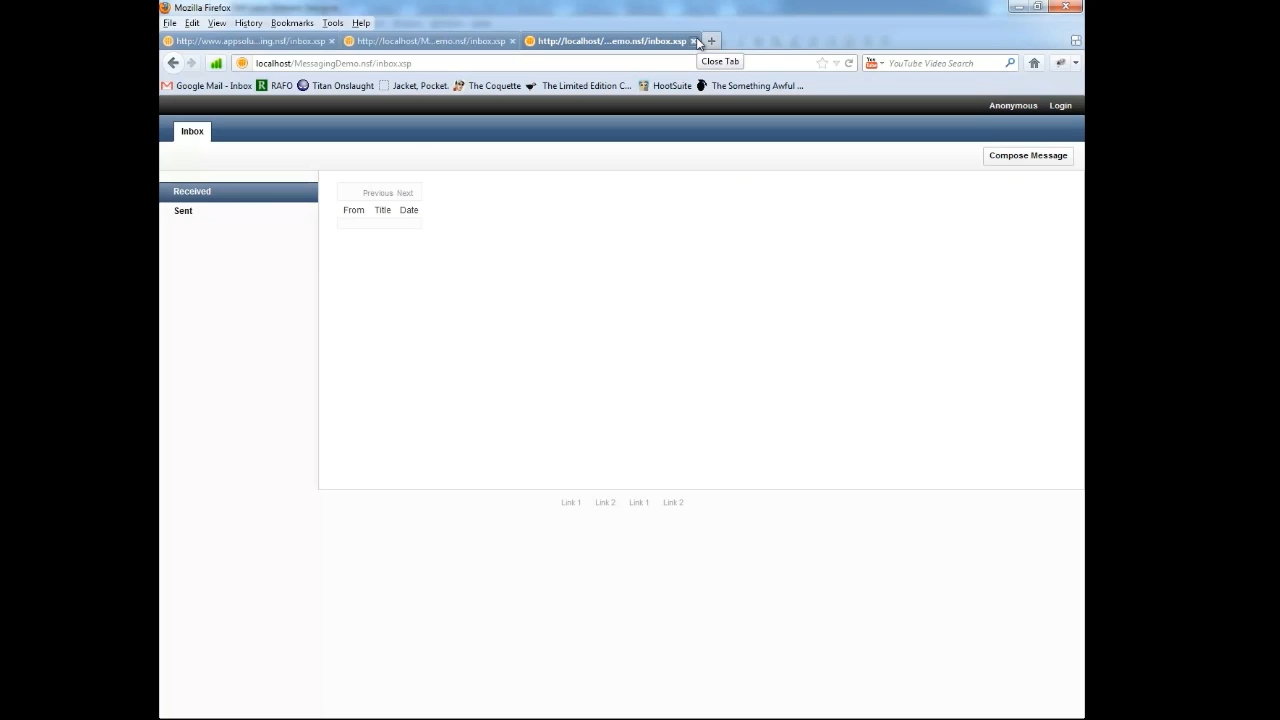 Mozilla Firefox
File Edit View History Bookmarks Tools Help
http://www.appsolu...ing.nsf/inbox.xsp http://localhost/M...emo.nsf/inbox.xsp http://localhost/...emo.nsf/inbox.xsp
Close Tab
localhost/MessagingDemo.nsf/inbox.xsp YouTube Video Search
Google Mail - Inbox RAFO Titan Onslaught Jacket, Pocket. The Coquette The Limited Edition C... HootSuite The Something Awful ...
Anonymous Login
Inbox
Compose Message
Received
Sent
Previous Next
From Title Date
Link 1 Link 2 Link 1 Link 2